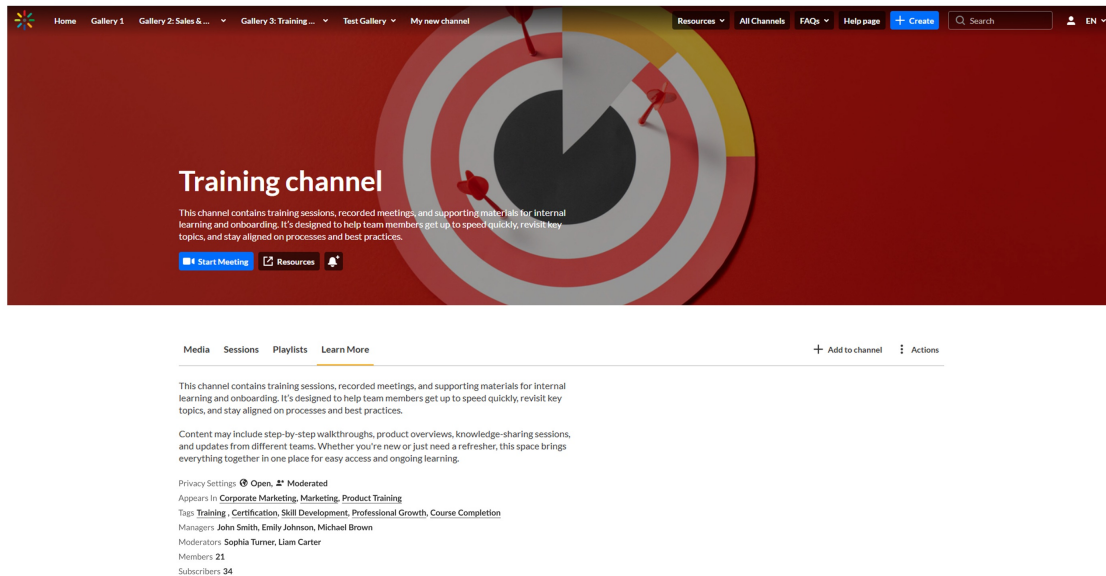 Home Gallery 1 Gallery 2: Sales & ... Gallery 3: Training ... Test Gallery My new channel Resources All Channels FAQs Help page + Create Search EN
Training channel
This channel contains training sessions, recorded meetings, and supporting materials for internal
learning and onboarding. It's designed to help team members get up to speed quickly, revisit key
topics, and stay aligned on processes and best practices.
Start Meeting Resources
Media Sessions Playlists Learn More + Add to channel Actions
This channel contains training sessions, recorded meetings, and supporting materials for internal
learning and onboarding. It's designed to help team members get up to speed quickly, revisit key
topics, and stay aligned on processes and best practices.
Content may include step-by-step walkthroughs, product overviews, knowledge-sharing sessions,
and updates from different teams. Whether you're new or just need a refresher, this space brings
everything together in one place for easy access and ongoing learning.
Privacy Settings Open, Moderated
Appears In Corporate Marketing, Marketing, Product Training
Tags Training , Certification, Skill Development, Professional Growth, Course Completion
Managers John Smith, Emily Johnson, Michael Brown
Moderators Sophia Turner, Liam Carter
Members 21
Subscribers 34